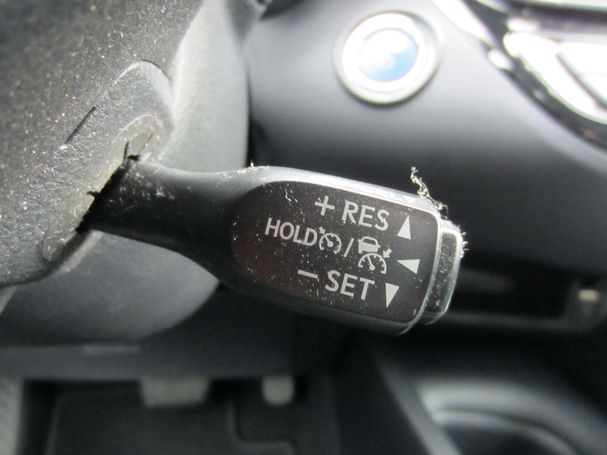 + RES
HOLD /
– SET